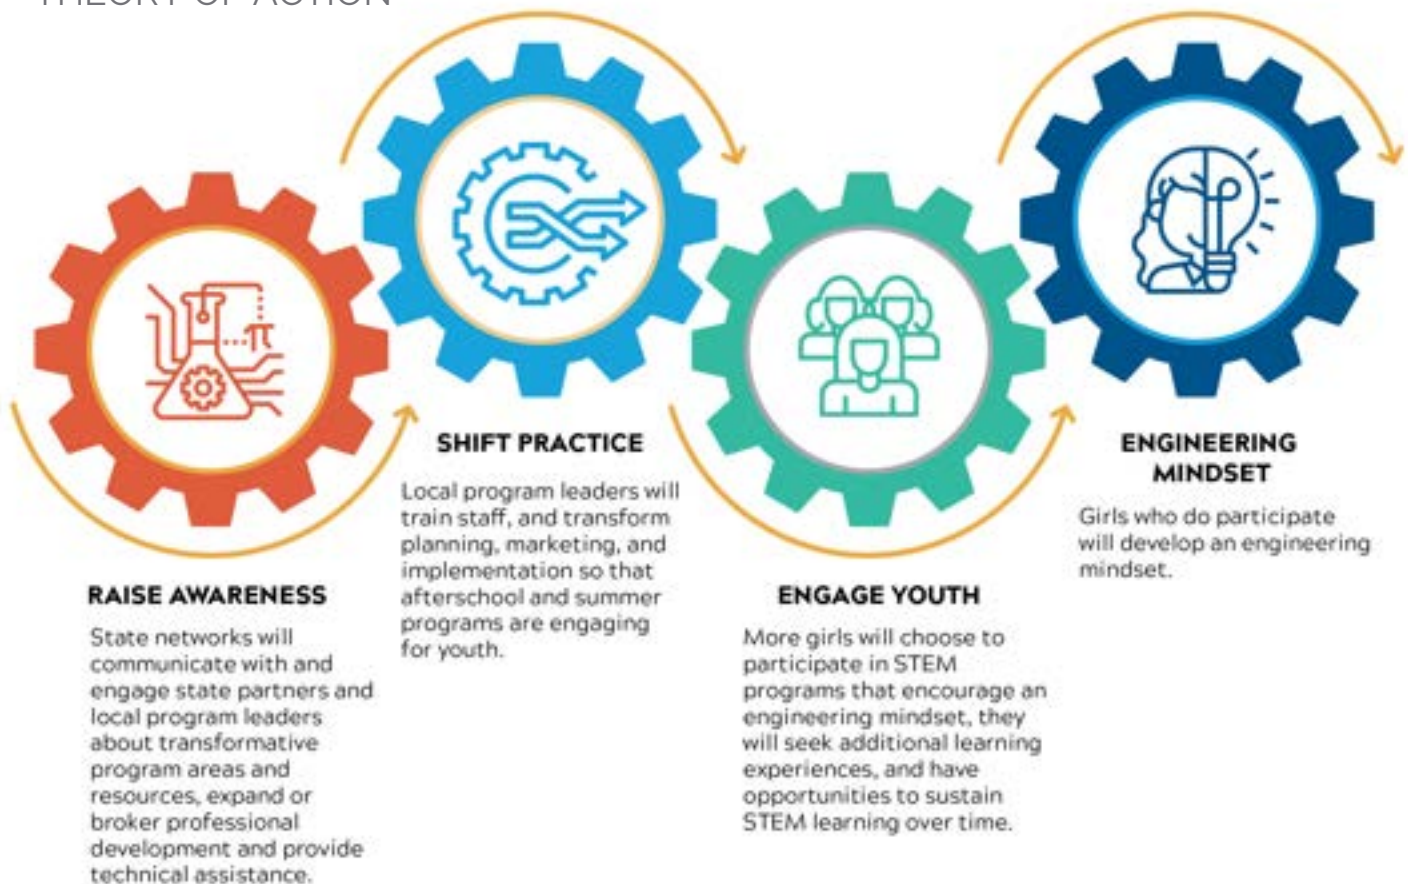 THEORY OF ACTION
π
RAISE AWARENESS
State networks will
communicate with and
engage state partners and
local program leaders
about transformative
program areas and
resources, expand or
broker professional
development and provide
technical assistance.
SHIFT PRACTICE
Local program leaders will
train staff, and transform
planning, marketing, and
implementation so that
afterschool and summer
programs are engaging
for youth.
ENGAGE YOUTH
More girls will choose to
participate in STEM
programs that encourage an
engineering mindset, they
will seek additional learning
experiences, and have
opportunities to sustain
STEM learning over time.
ENGINEERING
MINDSET
Girls who do participate
will develop an engineering
mindset.